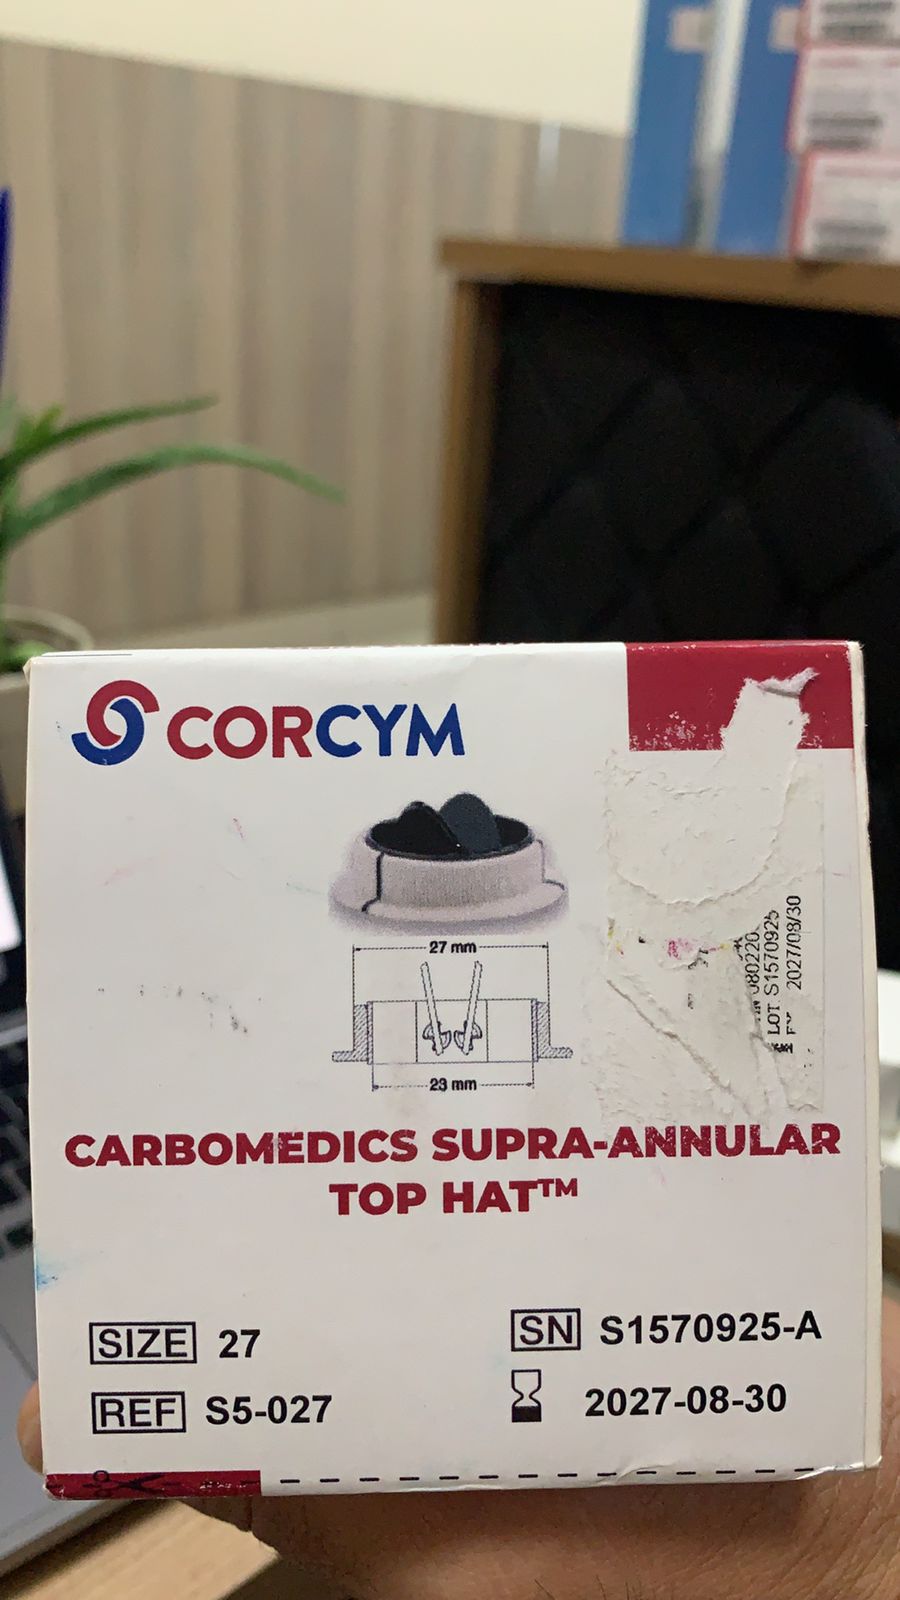 CORCYM
27 mm
23 mm
LOT S1570925
2027/08/30
CARBOMEDICS SUPRA-ANNULAR
TOP HAT™
SIZE 27
REF S5-027
SN S1570925-A
2027-08-30